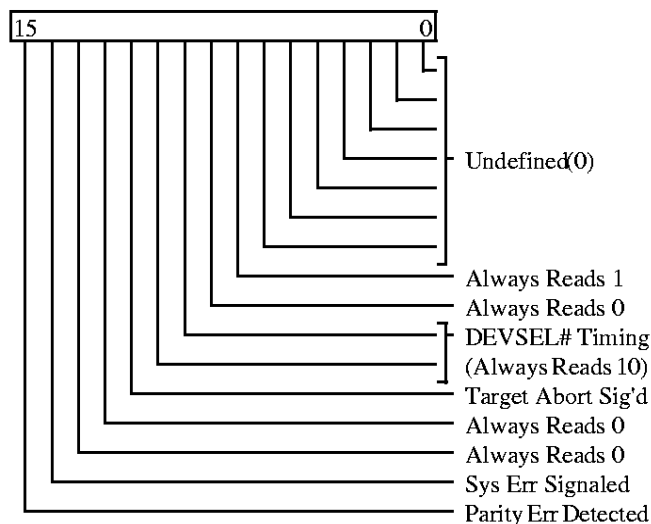 15 0
Undefined(0)
Always Reads 1
Always Reads 0
DEVSEL# Timing
(Always Reads 10)
Target Abort Sig'd
Always Reads 0
Always Reads 0
Sys Err Signaled
Parity Err Detected